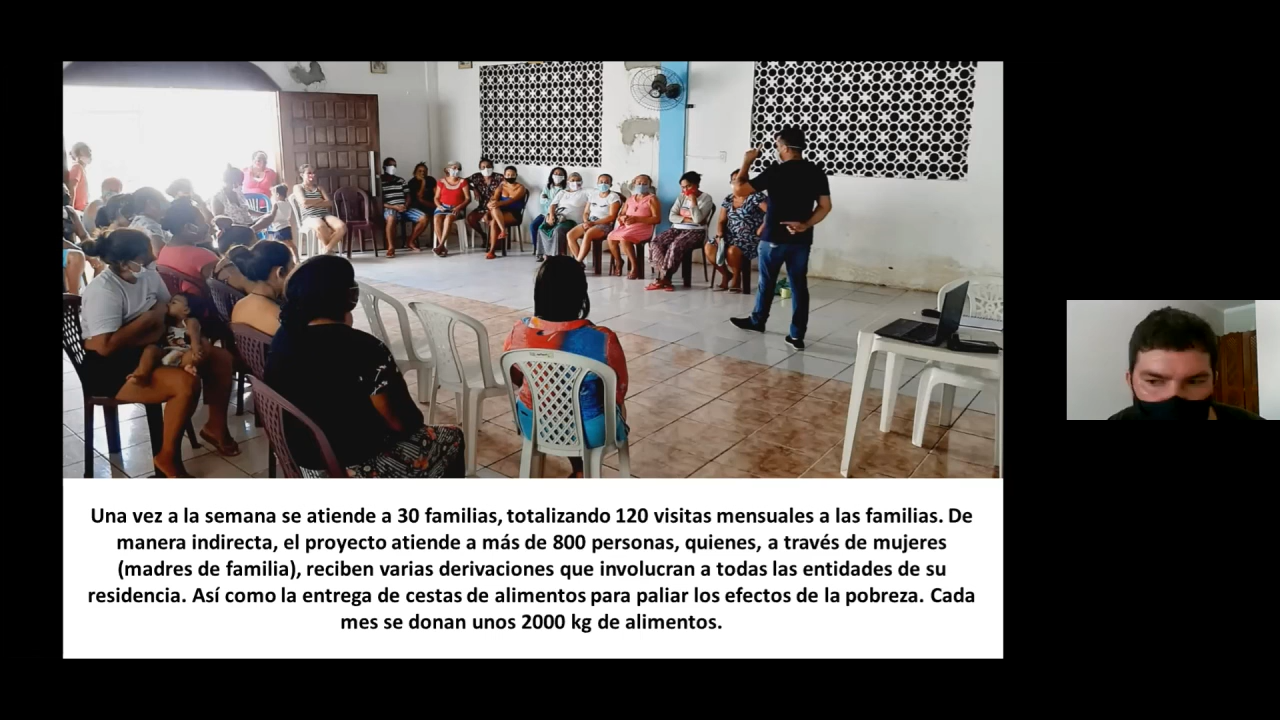 Una vez a la semana se atiende a 30 familias, totalizando 120 visitas mensuales a las familias. De
manera indirecta, el proyecto atiende a más de 800 personas, quienes, a través de mujeres
(madres de familia), reciben varias derivaciones que involucran a todas las entidades de su
residencia. Así como la entrega de cestas de alimentos para paliar los efectos de la pobreza. Cada
mes se donan unos 2000 kg de alimentos.